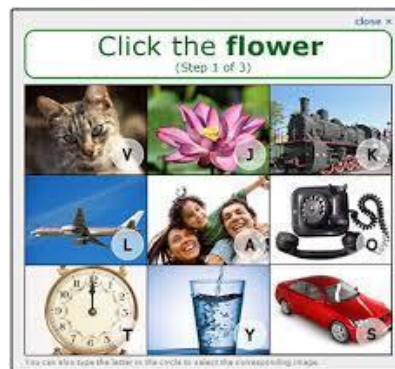 close ×
Click the flower
(Step 1 of 3)
V J K
L A O
T Y S
You can also type the letter in the circle to select the corresponding image.